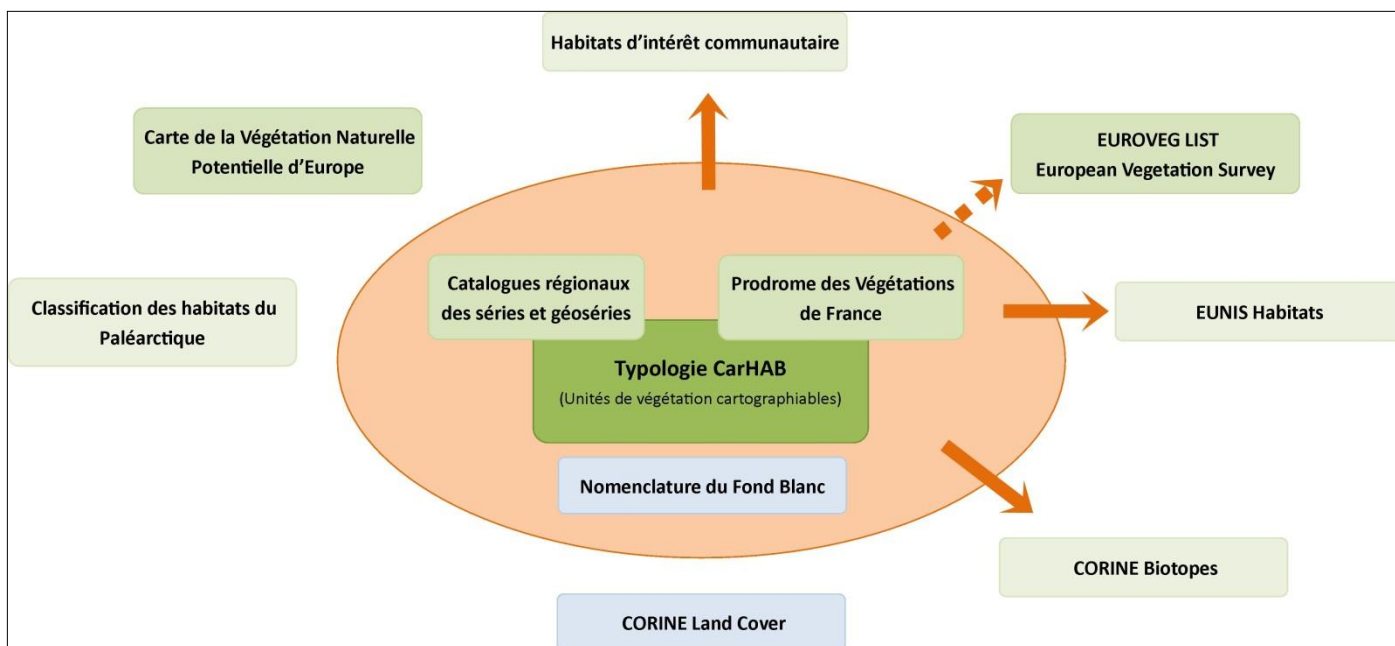 Habitats d’intérêt communautaire
Carte de la Végétation Naturelle
Potentielle d’Europe
EUROVEG LIST
European Vegetation Survey
Catalogues régionaux
des séries et géoséries
Prodrome des Végétations
de France
Classification des habitats du
Paléarctique
EUNIS Habitats
Typologie CarHAB
(Unités de végétation cartographiables)
Nomenclature du Fond Blanc
CORINE Biotopes
CORINE Land Cover